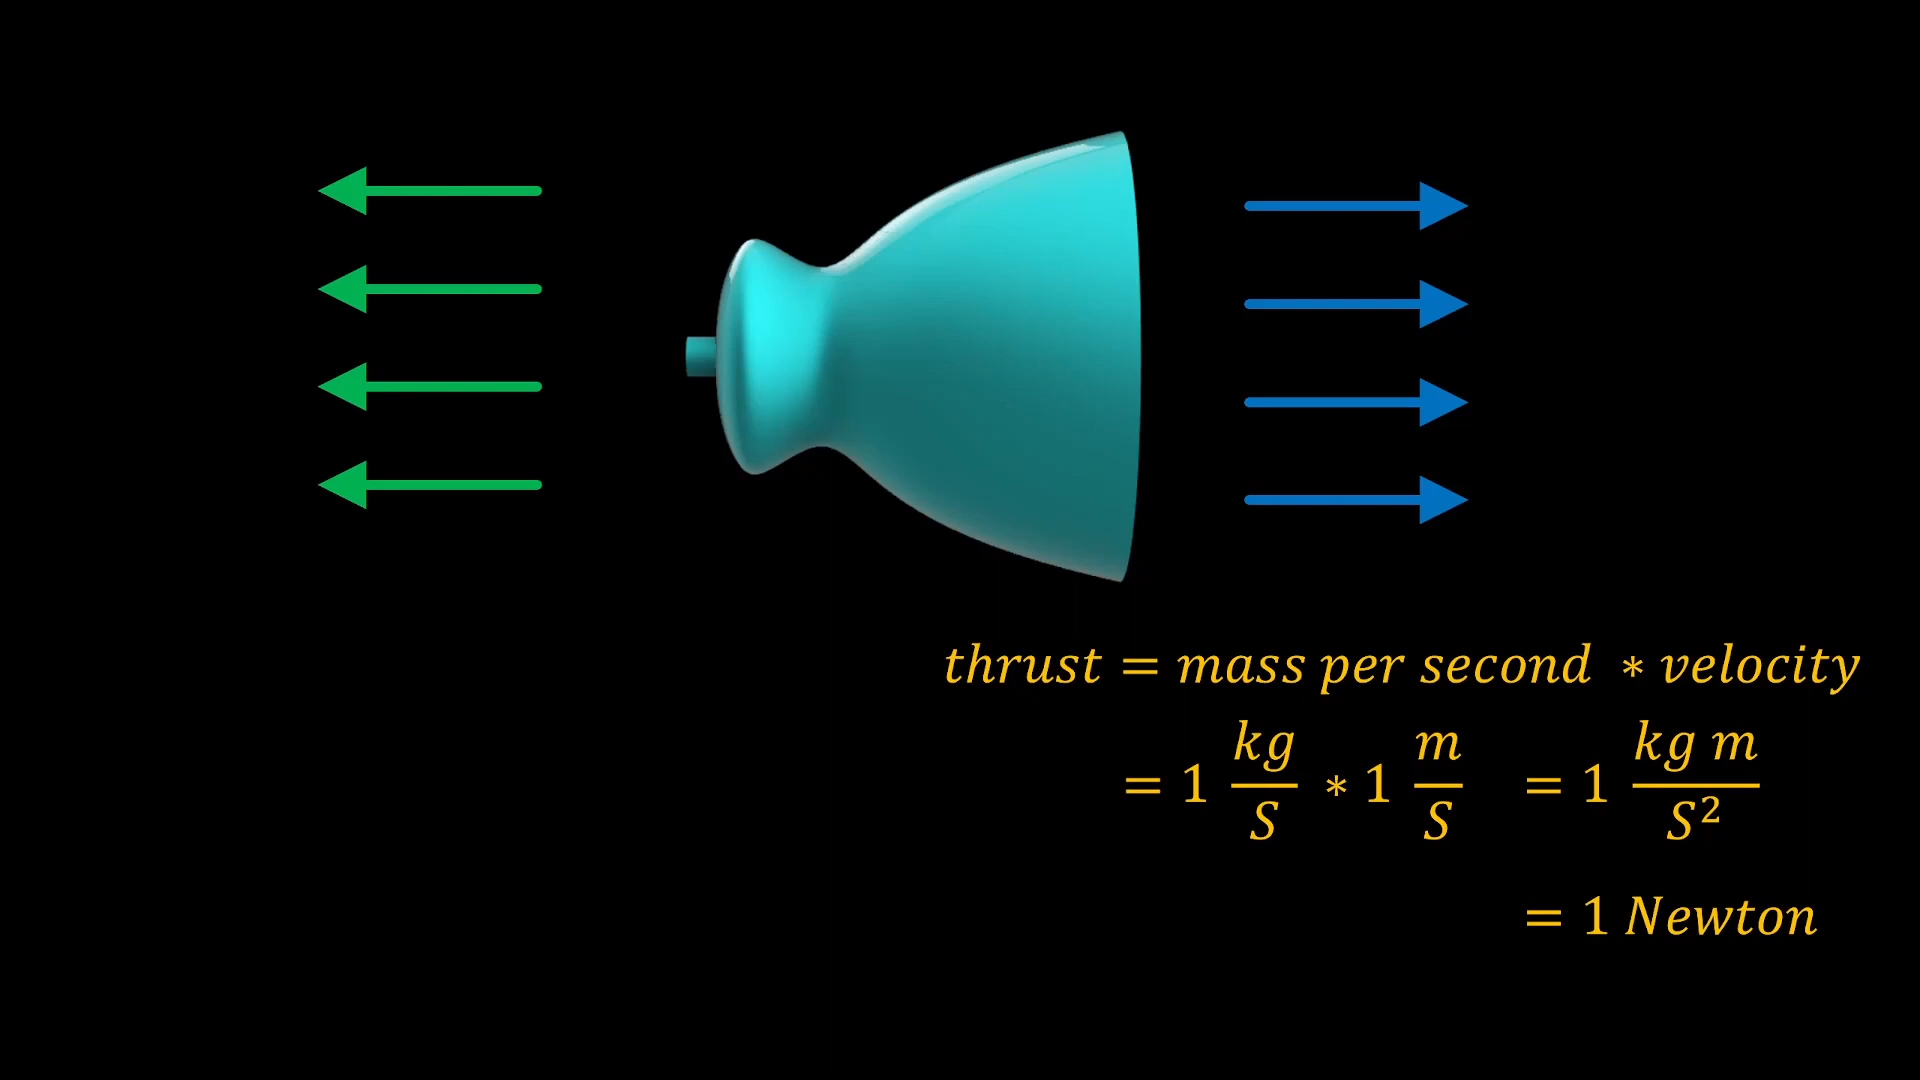 thrust = mass per second * velocity
= 1 kg/S * 1 m/S = 1 kg m/S²
= 1 Newton